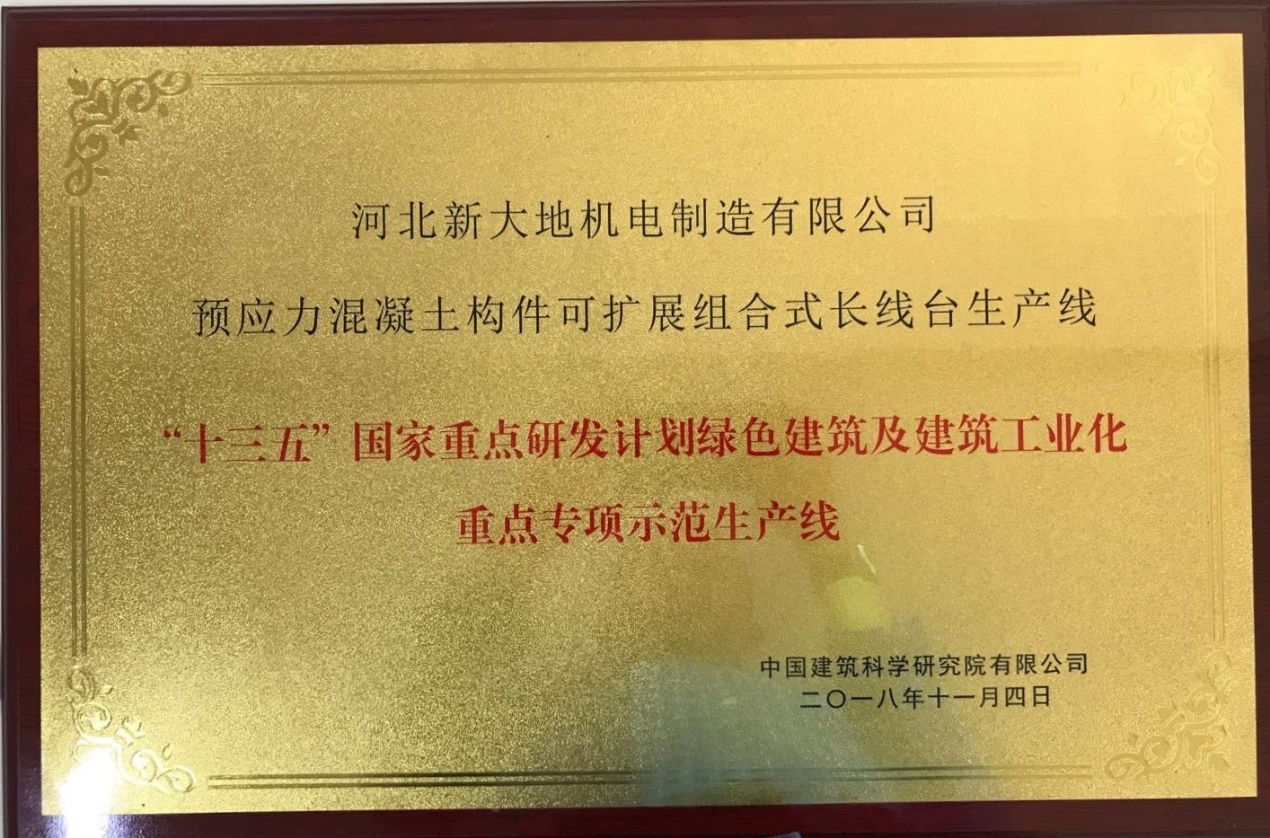 河北新大地机电制造有限公司
预应力混凝土构件可扩展组合式长线台生产线
“十三五”国家重点研发计划绿色建筑及建筑工业化
重点专项示范生产线
中国建筑科学研究院有限公司
二〇一八年十一月四日